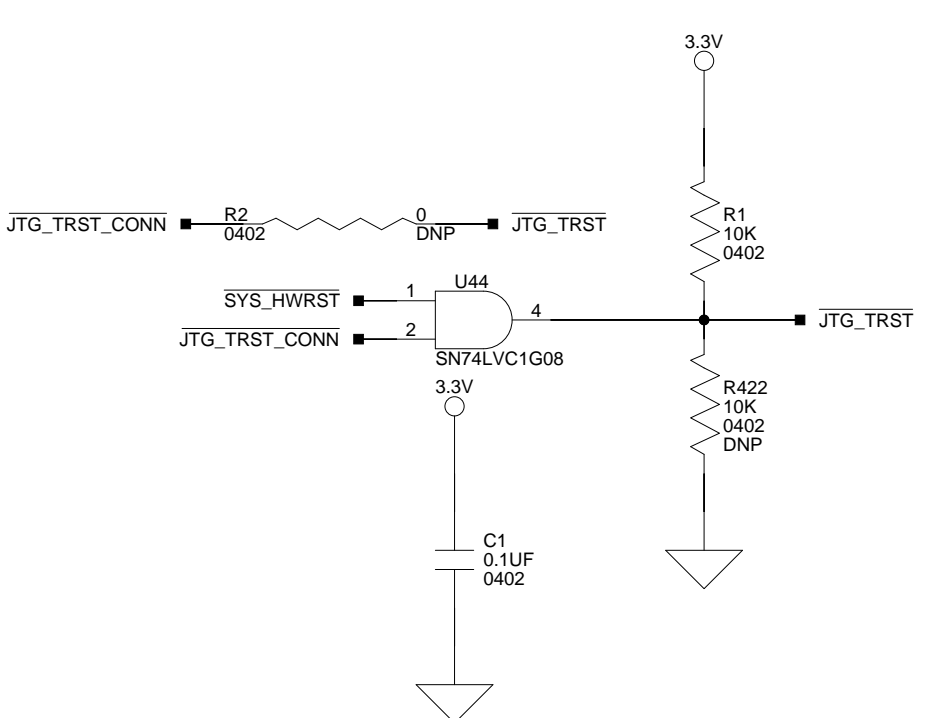 3.3V
R1
10K
0402
JTG_TRST_CONN
R2
0402
0
DNP
JTG_TRST
SYS_HWRST
1
JTG_TRST_CONN
2
U44
4
SN74LVC1G08
JTG_TRST
R422
10K
0402
DNP
3.3V
C1
0.1UF
0402